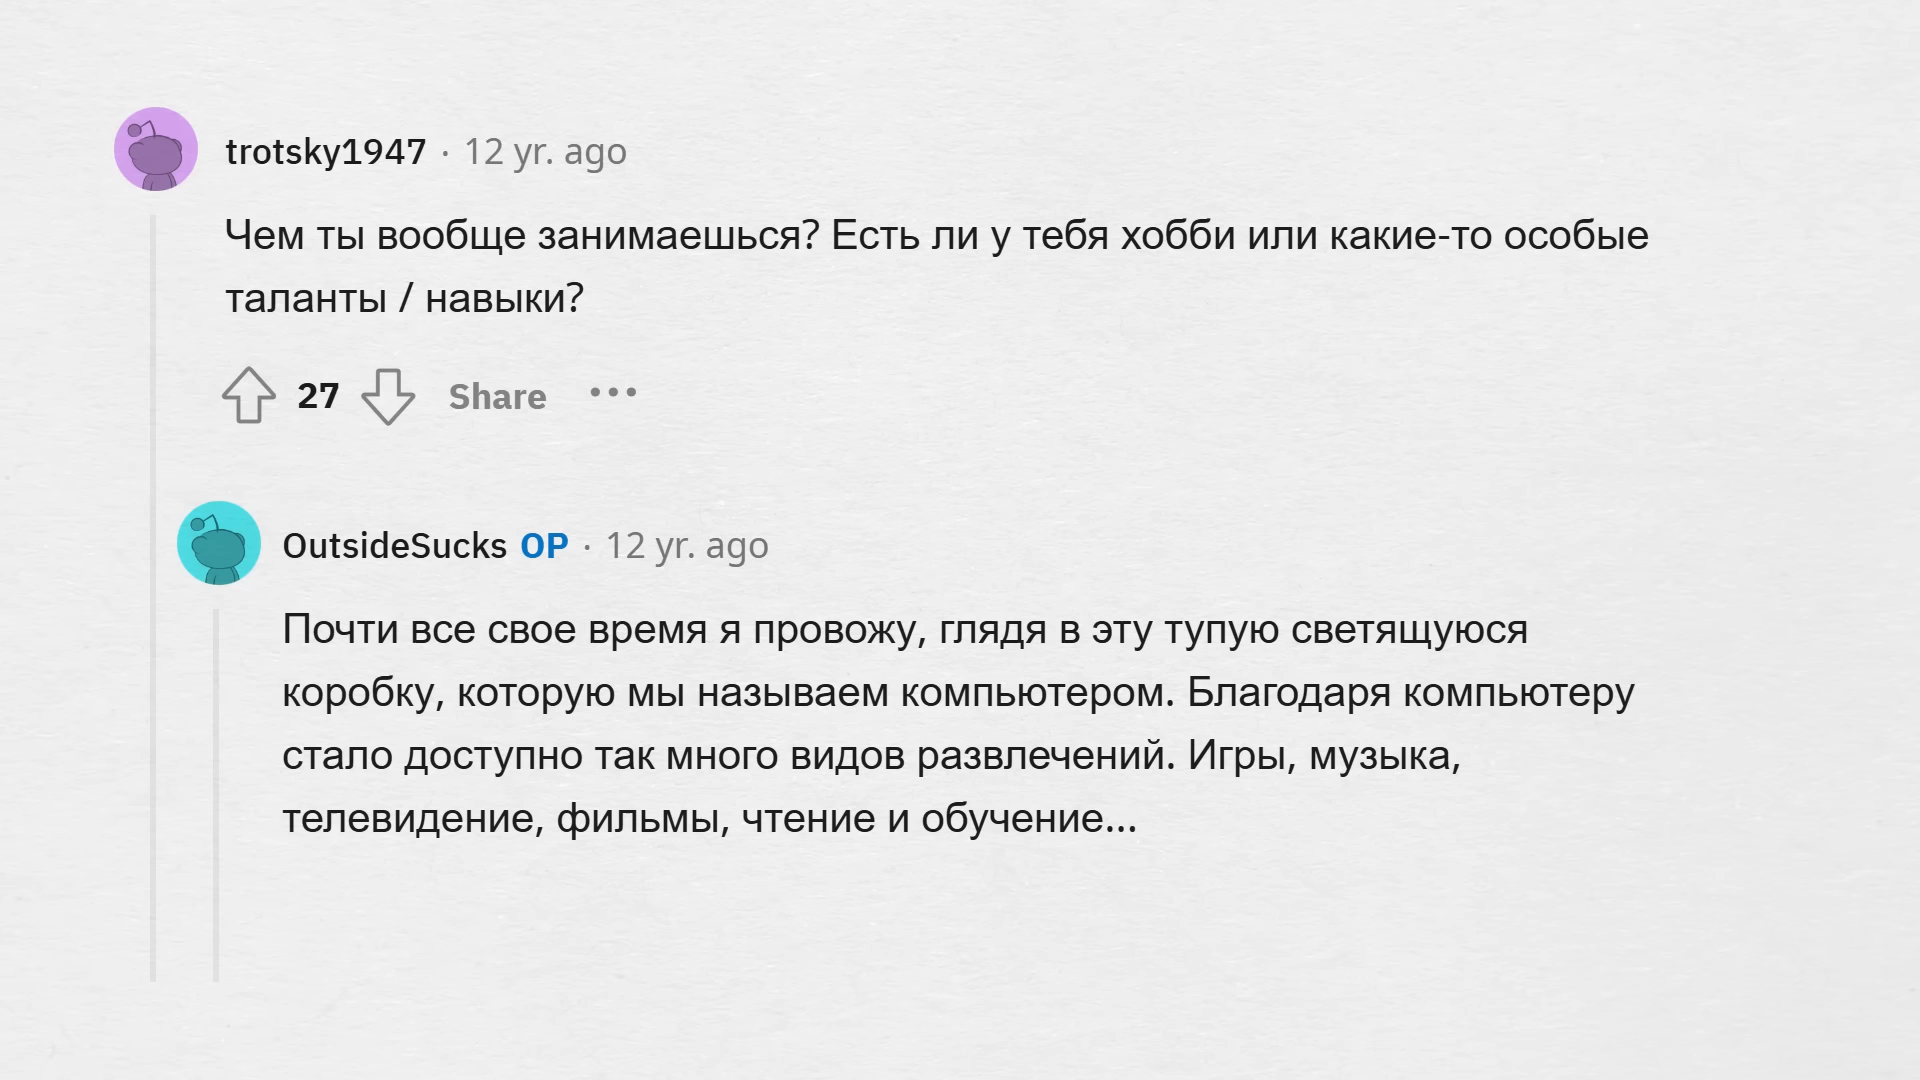 trotsky1947 · 12 yr. ago
Чем ты вообще занимаешься? Есть ли у тебя хобби или какие-то особые
таланты / навыки?
27 Share ...
OutsideSucks OP · 12 yr. ago
Почти все свое время я провожу, глядя в эту тупую светящуюся
коробку, которую мы называем компьютером. Благодаря компьютеру
стало доступно так много видов развлечений. Игры, музыка,
телевидение, фильмы, чтение и обучение...